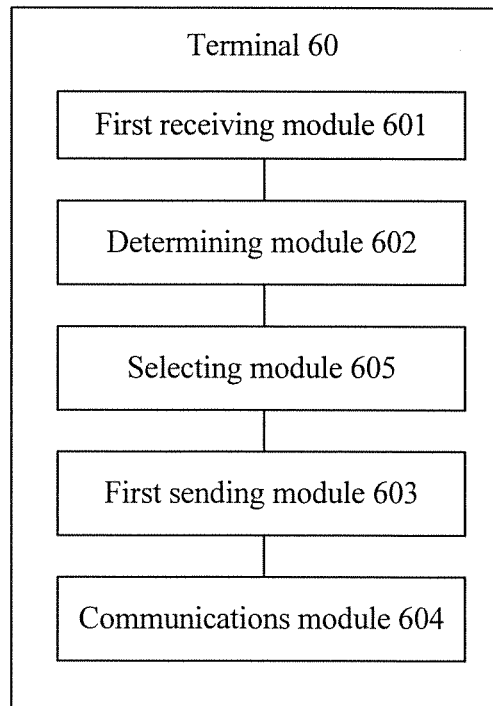 Terminal 60
First receiving module 601
Determining module 602
Selecting module 605
First sending module 603
Communications module 604